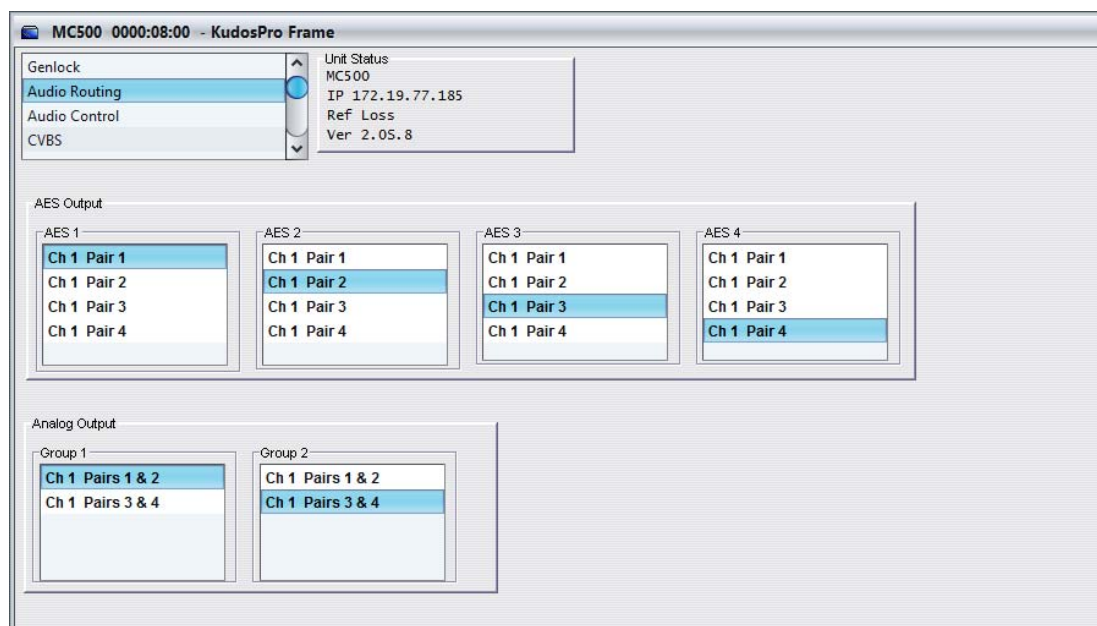 MC500 0000:08:00 - KudosPro Frame
Genlock
Audio Routing
Audio Control
CVBS
Unit Status
MC500
IP 172.19.77.185
Ref Loss
Ver 2.05.8
AES Output
AES 1
Ch 1 Pair 1
Ch 1 Pair 2
Ch 1 Pair 3
Ch 1 Pair 4
AES 2
Ch 1 Pair 1
Ch 1 Pair 2
Ch 1 Pair 3
Ch 1 Pair 4
AES 3
Ch 1 Pair 1
Ch 1 Pair 2
Ch 1 Pair 3
Ch 1 Pair 4
AES 4
Ch 1 Pair 1
Ch 1 Pair 2
Ch 1 Pair 3
Ch 1 Pair 4
Analog Output
Group 1
Ch 1 Pairs 1 & 2
Ch 1 Pairs 3 & 4
Group 2
Ch 1 Pairs 1 & 2
Ch 1 Pairs 3 & 4